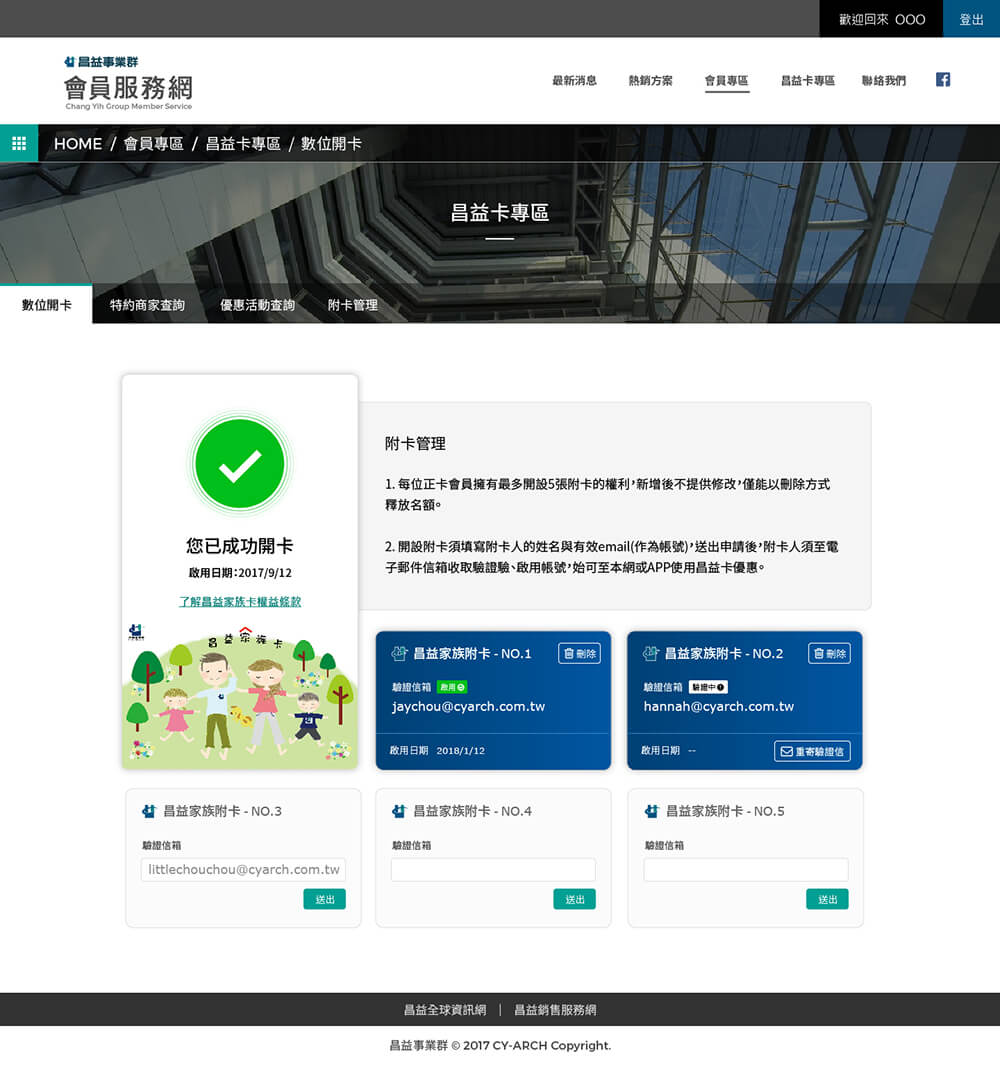 歡迎回來 OOO
登出
昌益事業群
會員服務網
Chang Yih Group Member Service
最新消息
熱銷方案
會員專區
昌益卡專區
聯絡我們
HOME / 會員專區 / 昌益卡專區 / 數位開卡
昌益卡專區
數位開卡
特約商家查詢
優惠活動查詢
附卡管理
您已成功開卡
啟用日期：2017/9/12
了解昌益家族卡權益條款
昌益家族卡
附卡管理
1. 每位正卡會員擁有最多開設5張附卡的權利，新增後不提供修改，僅能以刪除方式
釋放名額。
2. 開設附卡須填寫附卡人的姓名與有效email(作為帳號)，送出申請後，附卡人須至電
子郵件信箱收取驗證驗、啟用帳號，始可至本網或APP使用昌益卡優惠。
昌益家族附卡 - NO.1
刪除
驗證信箱 啟用
jaychou@cyarch.com.tw
啟用日期 2018/1/12
昌益家族附卡 - NO.2
刪除
驗證信箱 驗證中
hannah@cyarch.com.tw
啟用日期 --
重寄驗證信
昌益家族附卡 - NO.3
驗證信箱
littlechouchou@cyarch.com.tw
送出
昌益家族附卡 - NO.4
驗證信箱
送出
昌益家族附卡 - NO.5
驗證信箱
送出
昌益全球資訊網 | 昌益銷售服務網
昌益事業群 © 2017 CY-ARCH Copyright.